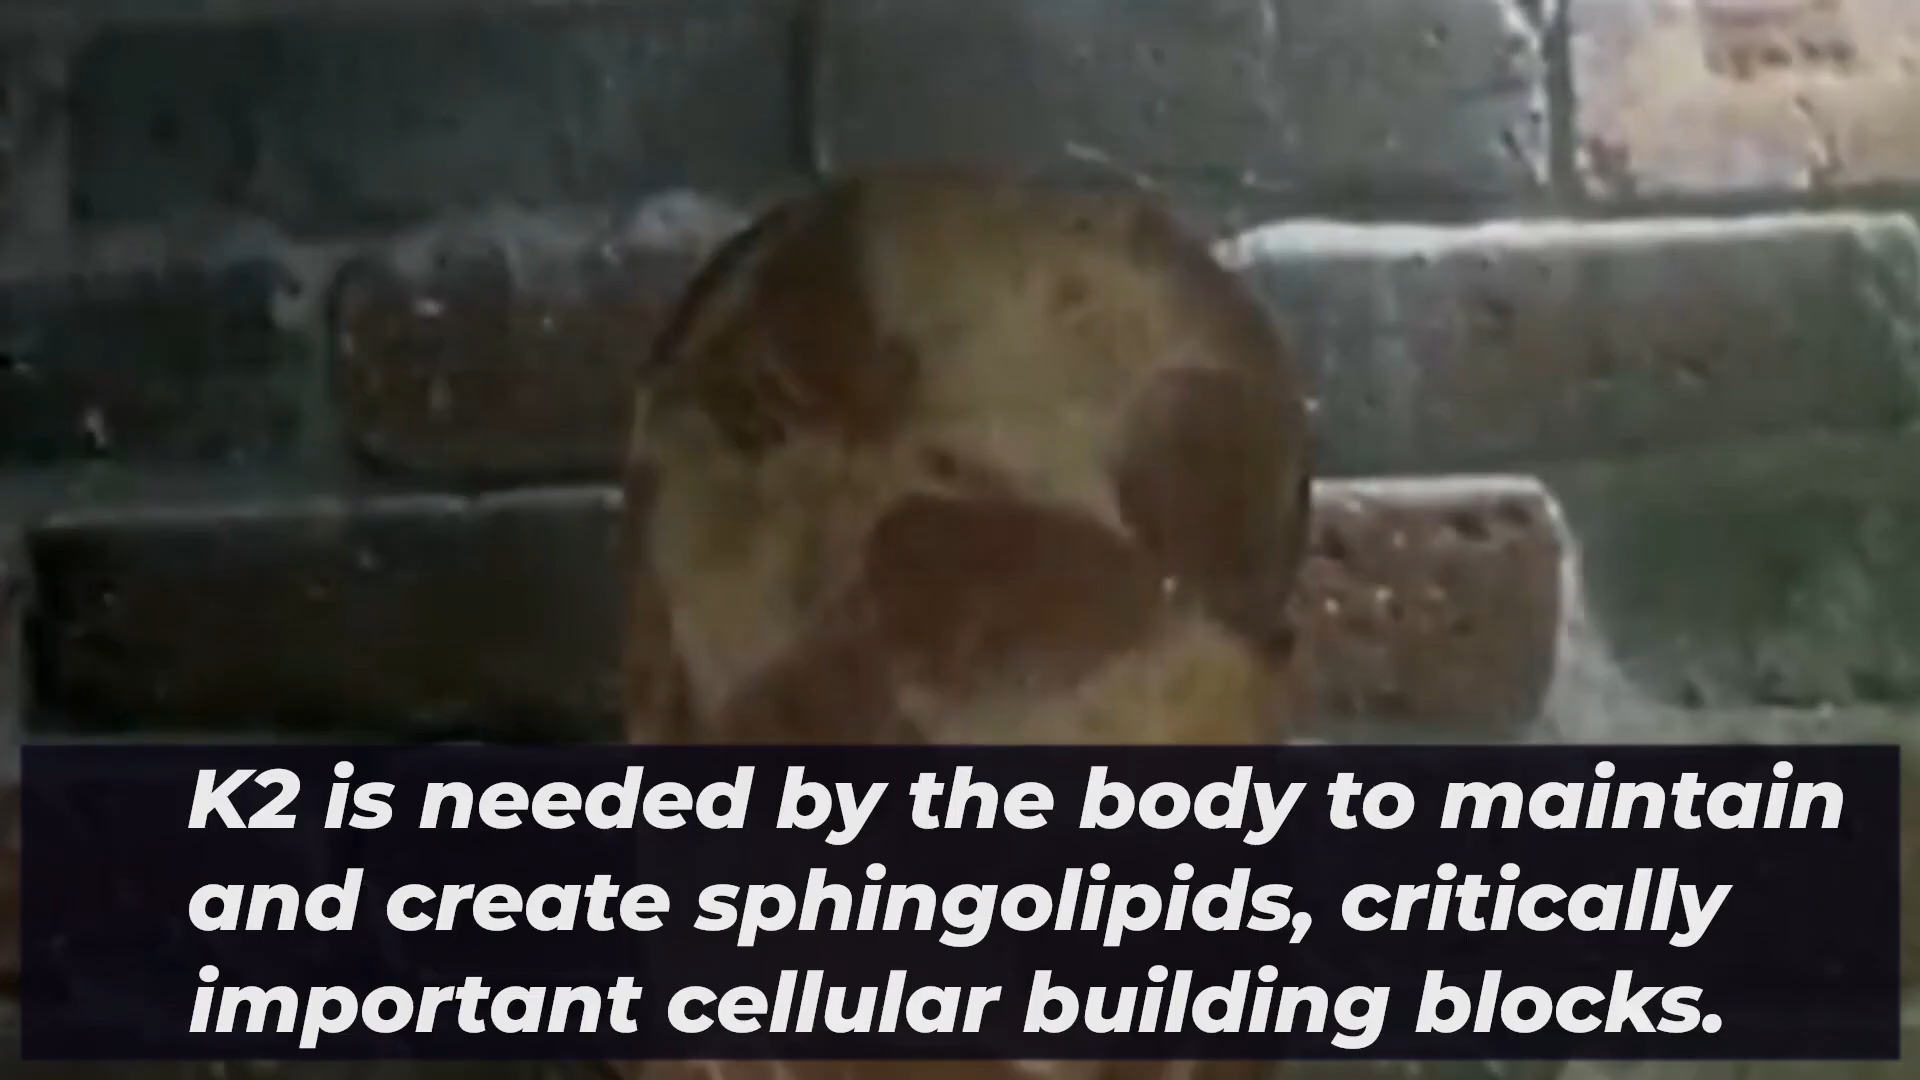 K2 is needed by the body to maintain
and create sphingolipids, critically
important cellular building blocks.